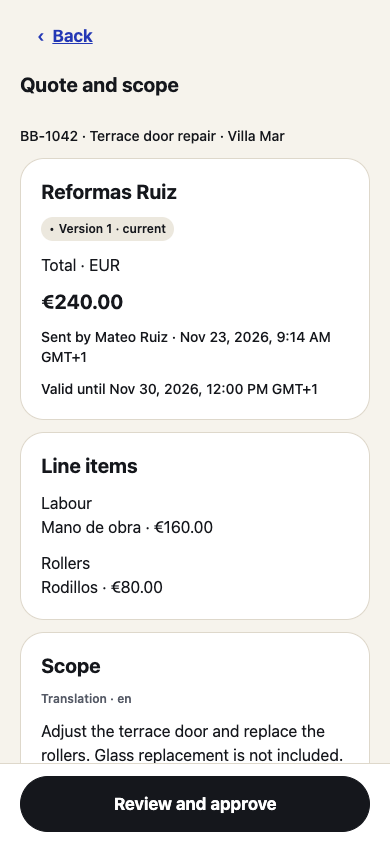 ‹ Back
Quote and scope
BB-1042 · Terrace door repair · Villa Mar
Reformas Ruiz
• Version 1 · current
Total · EUR
€240.00
Sent by Mateo Ruiz · Nov 23, 2026, 9:14 AM
GMT+1
Valid until Nov 30, 2026, 12:00 PM GMT+1
Line items
Labour
Mano de obra · €160.00
Rollers
Rodillos · €80.00
Scope
Translation · en
Adjust the terrace door and replace the
rollers. Glass replacement is not included.
Review and approve